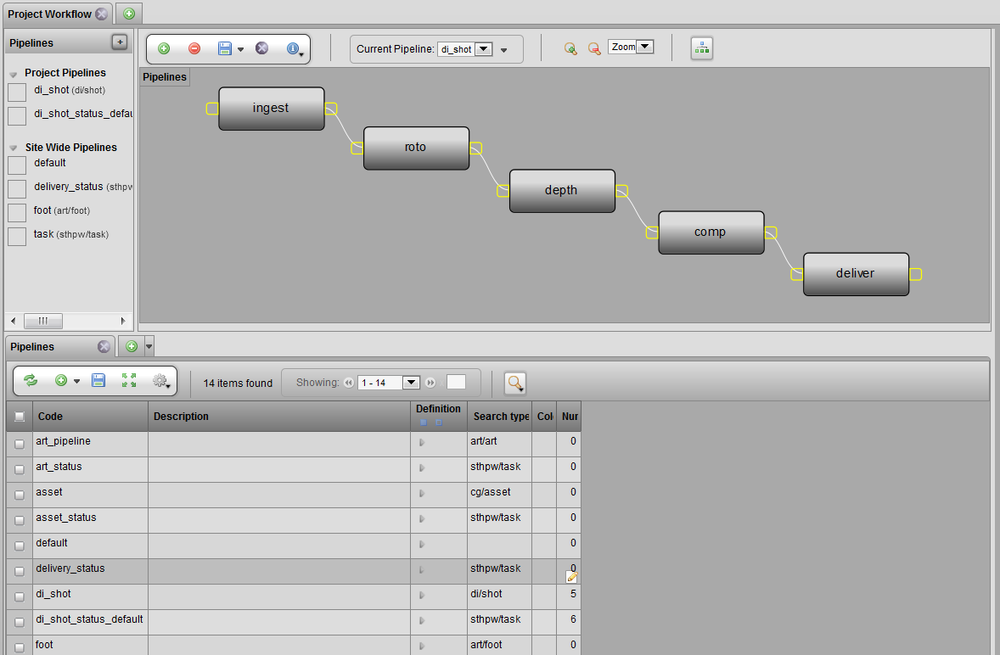 Project Workflow
Pipelines
Project Pipelines
di_shot (di/shot)
di_shot_status_defau
Site Wide Pipelines
default
delivery_status (sthpw
foot (art/foot)
task (sthpw/task)
Current Pipeline: di_shot
Zoom
Pipelines
ingest
roto
depth
comp
deliver
Pipelines
14 items found
Showing: 1 - 14
Code Description Definition Search type Col Nur
art_pipeline art/art 0
art_status sthpw/task 0
asset cg/asset 0
asset_status sthpw/task 0
default 0
delivery_status sthpw/task 0
di_shot di/shot 5
di_shot_status_default sthpw/task 6
foot art/foot 0